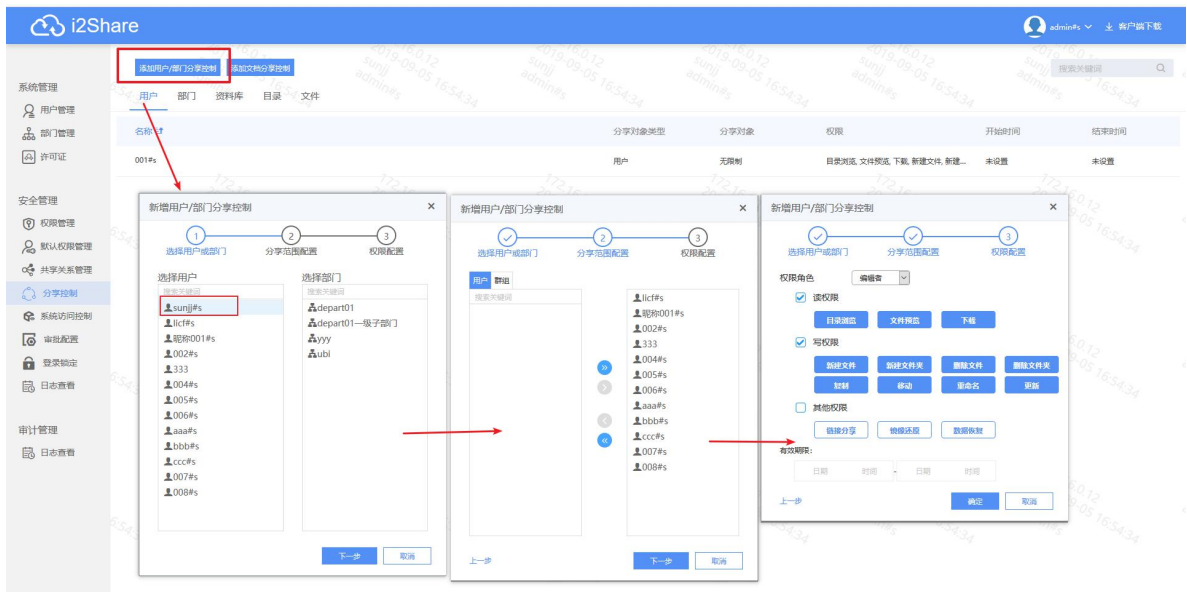 i2Share
admin#s
客户端下载
系统管理
用户管理
部门管理
许可证
安全管理
权限管理
默认权限管理
共享关系管理
分享控制
系统访问控制
审批配置
登录锁定
日志查看
审计管理
日志查看
添加用户/部门分享控制 添加文档分享控制
搜索关键词
用户 部门 资料库 目录 文件
名称 分享对象类型 分享对象 权限 开始时间 结束时间
001#s 用户 无限制 目录浏览, 文件预览, 下载, 新建文件, 新建... 未设置 未设置
新增用户/部门分享控制 ×
1 2 3
选择用户或部门 分享范围配置 权限配置
选择用户 选择部门
搜索关键词 搜索关键词
sunjj#s depart01
licf#s depart01一级子部门
昵称001#s yyy
002#s ubi
333
004#s
005#s
006#s
aaa#s
bbb#s
ccc#s
007#s
008#s
下一步 取消
新增用户/部门分享控制 ×
2 3
选择用户或部门 分享范围配置 权限配置
用户 群组
搜索关键词
licf#s
昵称001#s
002#s
333
004#s
005#s
006#s
aaa#s
bbb#s
ccc#s
007#s
008#s
上一步 下一步 取消
新增用户/部门分享控制 ×
3
选择用户或部门 分享范围配置 权限配置
权限角色 编辑者
读权限
目录浏览 文件预览 下载
写权限
新建文件 新建文件夹 删除文件 删除文件夹
复制 移动 重命名 更新
其他权限
链接分享 镜像还原 数据恢复
有效期限:
日期 时间 - 日期 时间
上一步 确定 取消